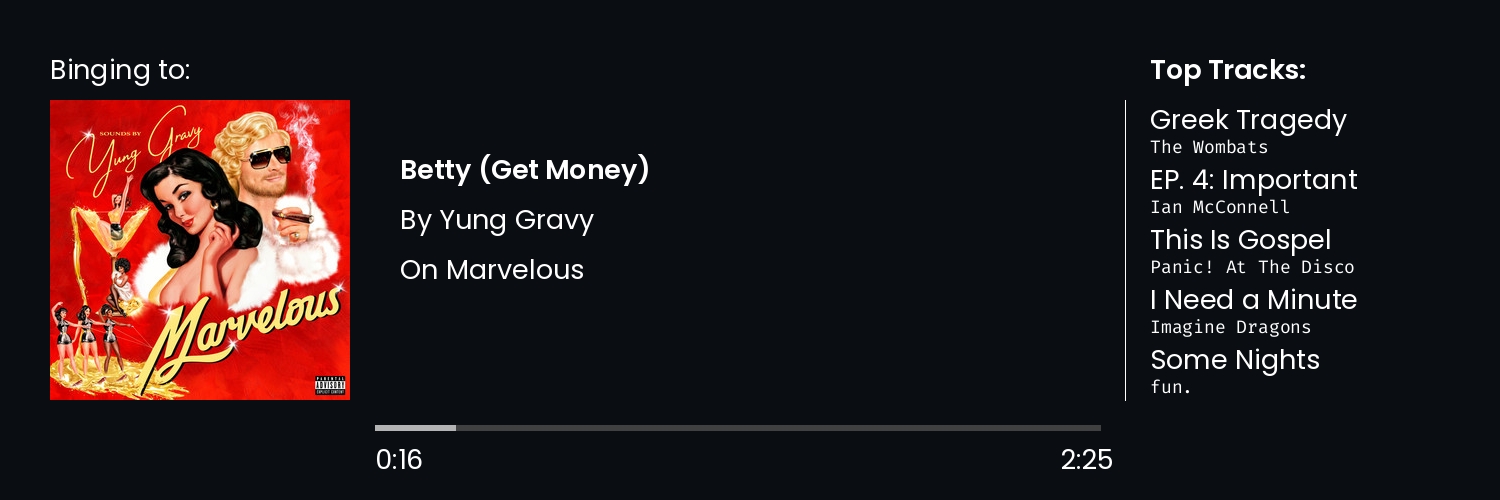 Binging to:
SOUNDS BY
Yung Gravy
Marvelous
PARENTAL
ADVISORY
EXPLICIT CONTENT
Betty (Get Money)
By Yung Gravy
On Marvelous
0:16
2:25
Top Tracks:
Greek Tragedy
The Wombats
EP. 4: Important
Ian McConnell
This Is Gospel
Panic! At The Disco
I Need a Minute
Imagine Dragons
Some Nights
fun.